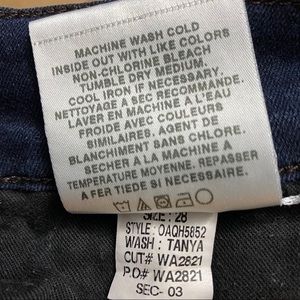 MACHINE WASH COLD
INSIDE OUT WITH LIKE COLORS
NON-CHLORINE BLEACH
TUMBLE DRY MEDIUM.
COOL IRON IF NECESSARY.
NETTOYAGE A SEC RECOMMANDE.
LAVER EN MACHINE A L'EAU
FROIDE AVEC DES COULEURS
SIMILAIRES. AGENT DE
BLANCHIMENT SANS CHLORE.
SECHER A LA MACHINE A
TEMPERATURE MOYENNE. REPASSER
A FER TIEDE SI NECESSAIRE.
SIZE: 28
STYLE: OAQH5852
WASH: TANYA
CUT# WA2821
P.O# WA2821
SEC- 03